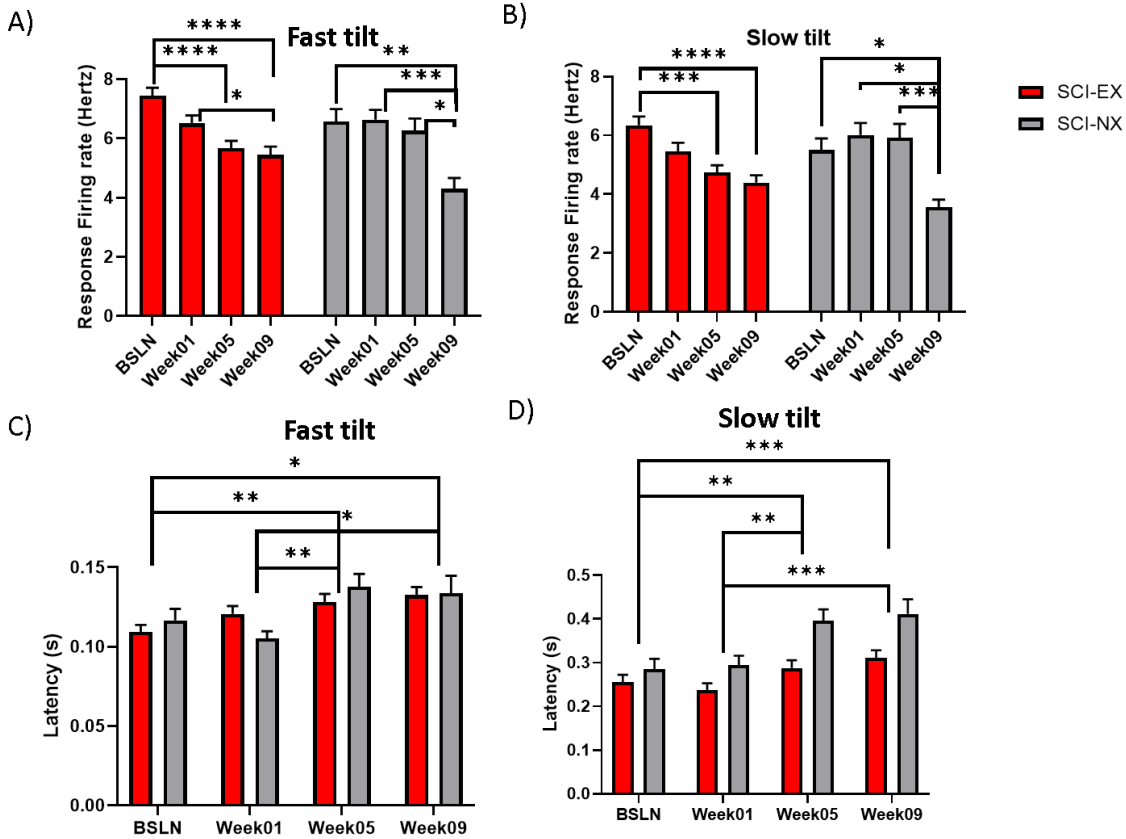 A)
Fast tilt
****
****
*
**
***
*
Response Firing rate (Hertz)
8
6
4
2
0
BSLN
Week01
Week05
Week09
BSLN
Week01
Week05
Week09
B)
Slow tilt
****
***
*
*
***
Response Firing rate (Hertz)
8
6
4
2
0
BSLN
Week01
Week05
Week09
BSLN
Week01
Week05
Week09
SCI-EX
SCI-NX
C)
Fast tilt
*
**
*
**
Latency (s)
0.15
0.10
0.05
0.00
BSLN
Week01
Week05
Week09
D)
Slow tilt
***
**
**
***
Latency (s)
0.5
0.4
0.3
0.2
0.1
0.0
BSLN
Week01
Week05
Week09